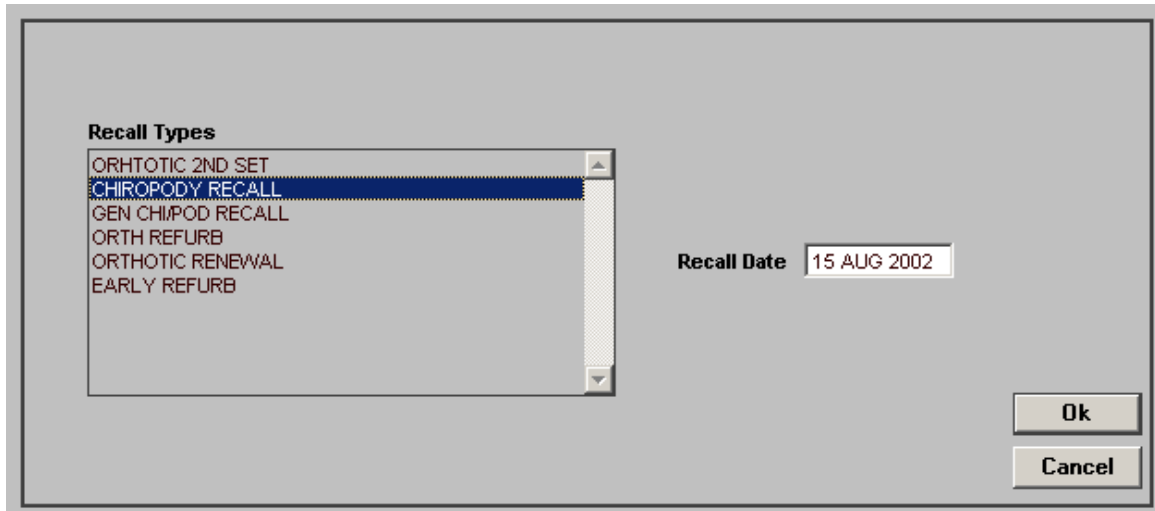 Recall Types
ORHTOTIC 2ND SET
CHIROPODY RECALL
GEN CHI/POD RECALL
ORTH REFURB
ORTHOTIC RENEWAL
EARLY REFURB
Recall Date 15 AUG 2002
Ok
Cancel